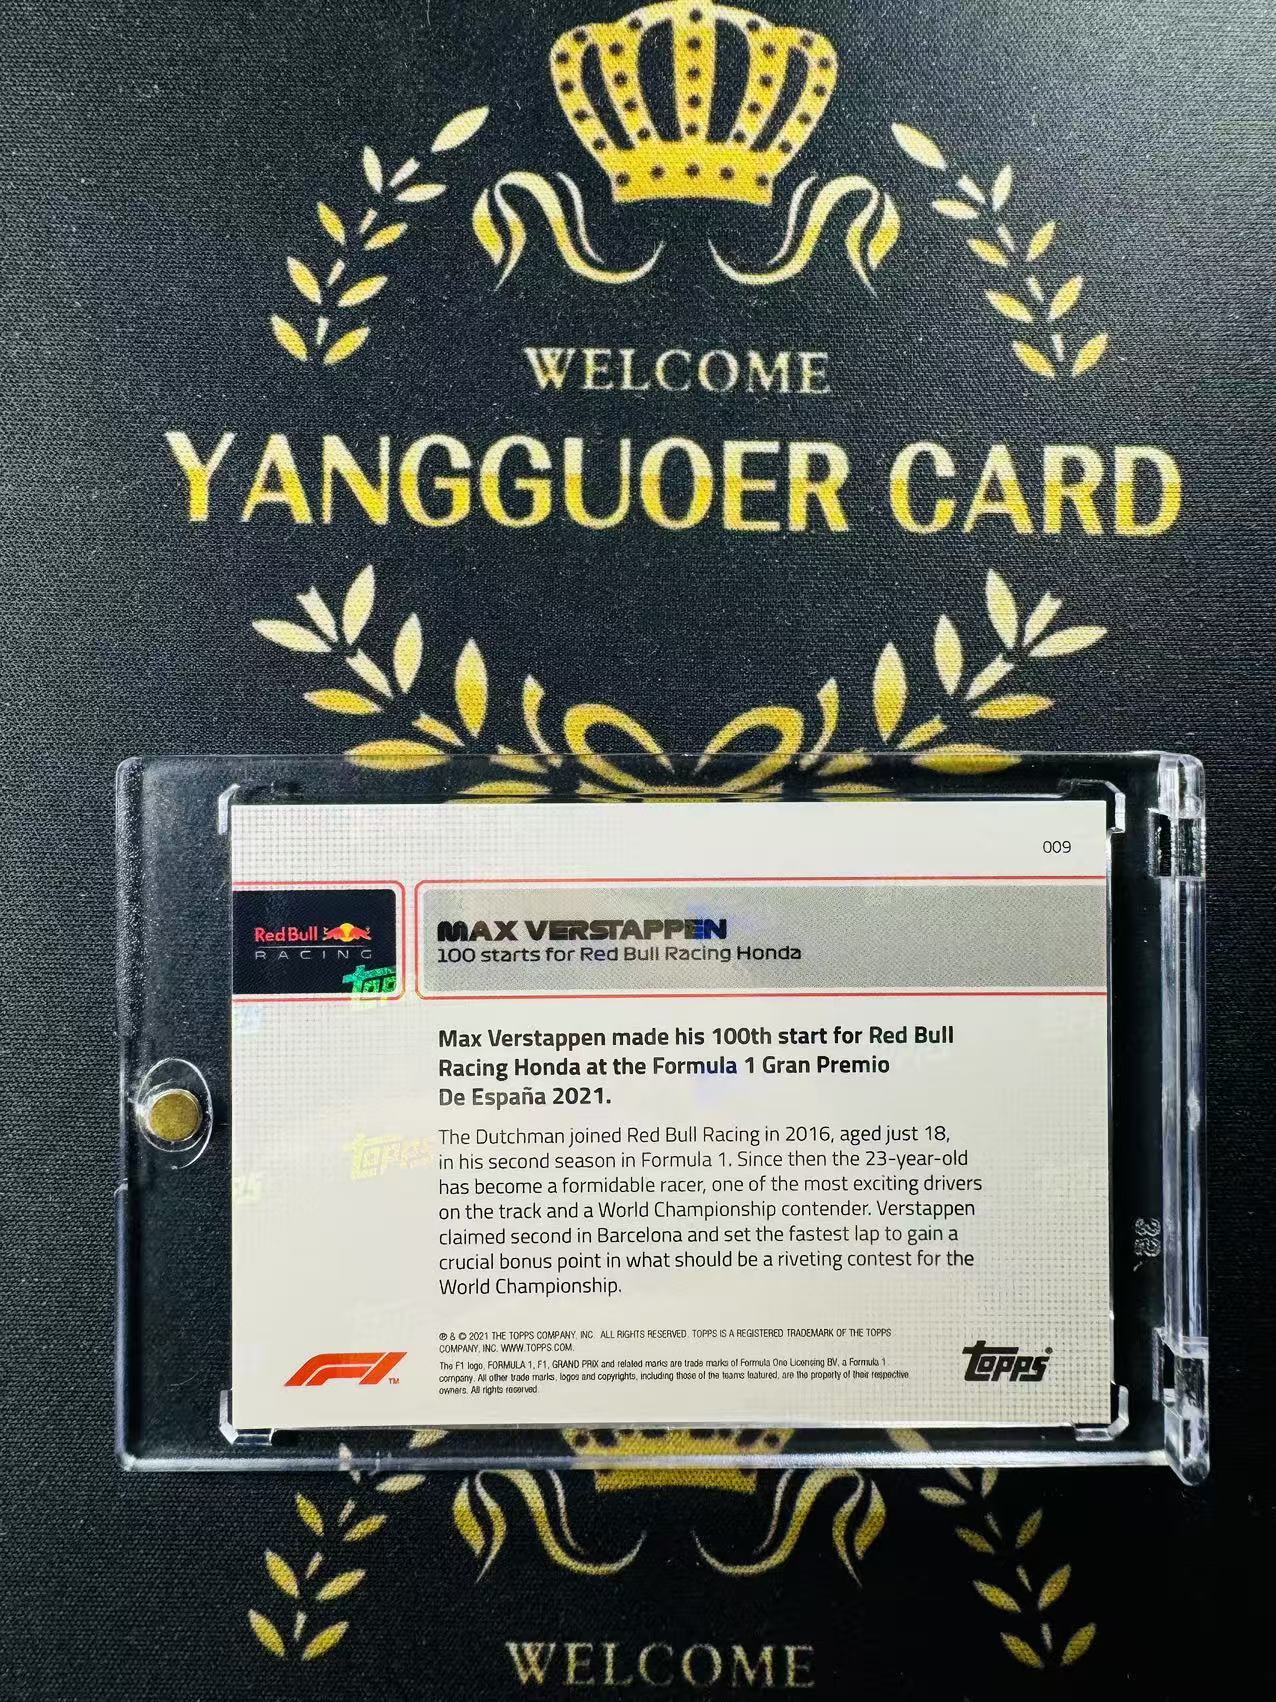 WELCOME
YANGGUOER CARD
009
Red Bull
RACING
topps
MAX VERSTAPPEN
100 starts for Red Bull Racing Honda
Max Verstappen made his 100th start for Red Bull
Racing Honda at the Formula 1 Gran Premio
De España 2021.
The Dutchman joined Red Bull Racing in 2016, aged just 18,
in his second season in Formula 1. Since then the 23-year-old
has become a formidable racer, one of the most exciting drivers
on the track and a World Championship contender. Verstappen
claimed second in Barcelona and set the fastest lap to gain a
crucial bonus point in what should be a riveting contest for the
World Championship.
topps
® & © 2021 THE TOPPS COMPANY, INC. ALL RIGHTS RESERVED. TOPPS IS A REGISTERED TRADEMARK OF THE TOPPS
COMPANY, INC. WWW.TOPPS.COM.
The F1 logo, FORMULA 1, F1, GRAND PRIX and related marks are trade marks of Formula One Licensing BV, a Formula 1
company. All other trade marks, logos and copyrights, including those of the teams featured, are the property of their respective
owners. All rights reserved.
F1 ™
topps®
WELCOME